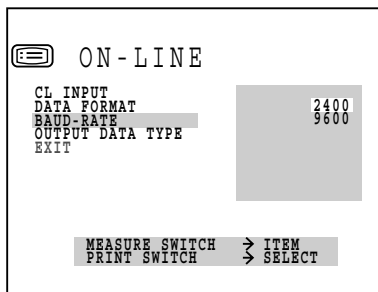 ON-LINE
CL INPUT
DATA FORMAT 2400
BAUD-RATE 9600
OUTPUT DATA TYPE
EXIT
MEASURE SWITCH → ITEM
PRINT SWITCH → SELECT